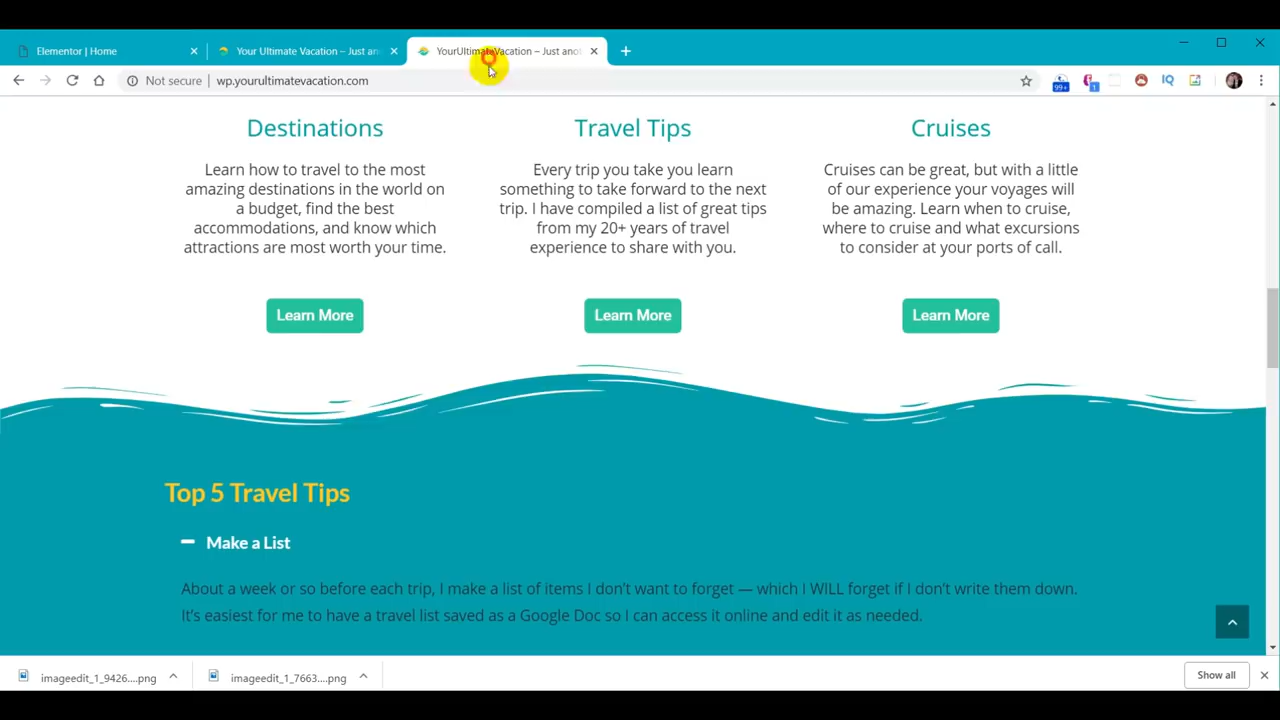 Elementor | Home
Your Ultimate Vacation – Just an
YourUltimateVacation – Just anot
Not secure
wp.yourultimatevacation.com
99+
1
IQ
Destinations
Learn how to travel to the most
amazing destinations in the world on
a budget, find the best
accommodations, and know which
attractions are most worth your time.
Learn More
Travel Tips
Every trip you take you learn
something to take forward to the next
trip. I have compiled a list of great tips
from my 20+ years of travel
experience to share with you.
Learn More
Cruises
Cruises can be great, but with a little
of our experience your voyages will
be amazing. Learn when to cruise,
where to cruise and what excursions
to consider at your ports of call.
Learn More
Top 5 Travel Tips
Make a List
About a week or so before each trip, I make a list of items I don't want to forget — which I WILL forget if I don't write them down.
It's easiest for me to have a travel list saved as a Google Doc so I can access it online and edit it as needed.
imageedit_1_9426....png
imageedit_1_7663....png
Show all